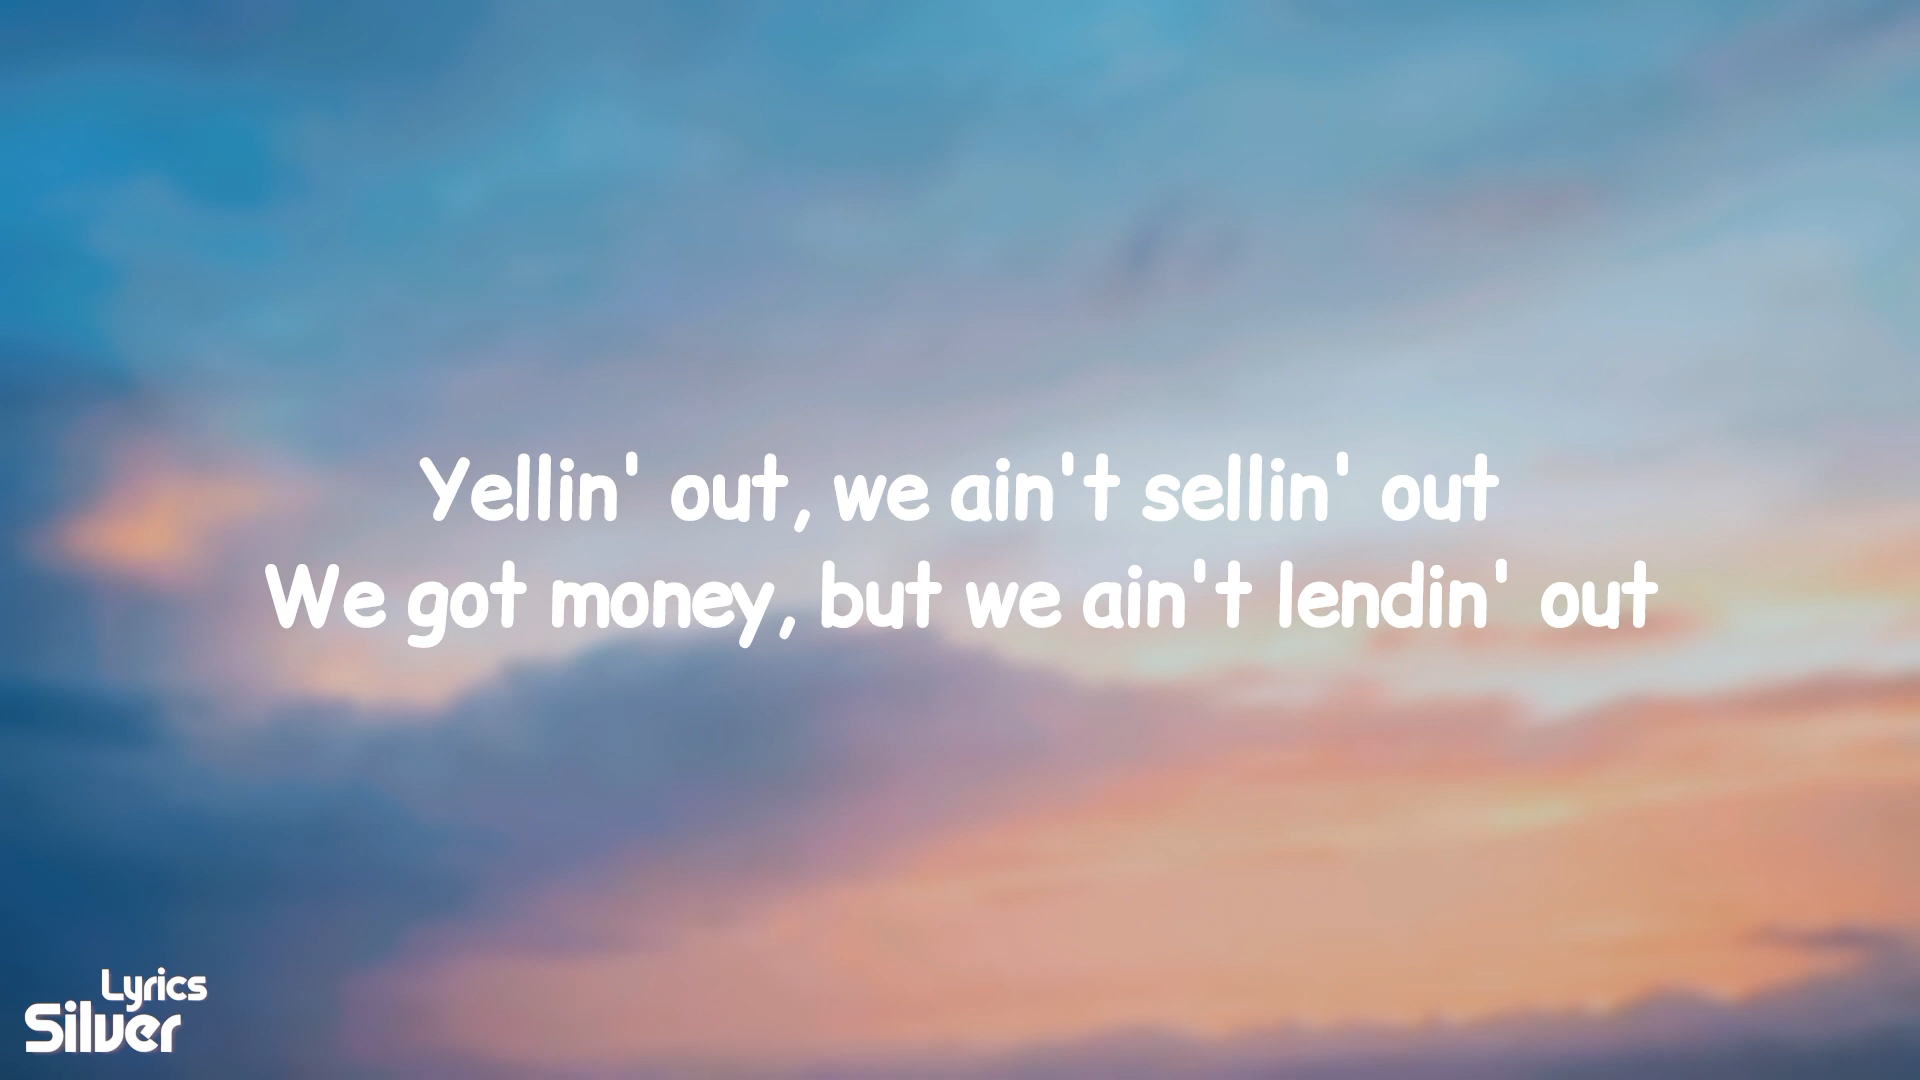 Yellin' out, we ain't sellin' out
We got money, but we ain't lendin' out
Lyrics
Silver